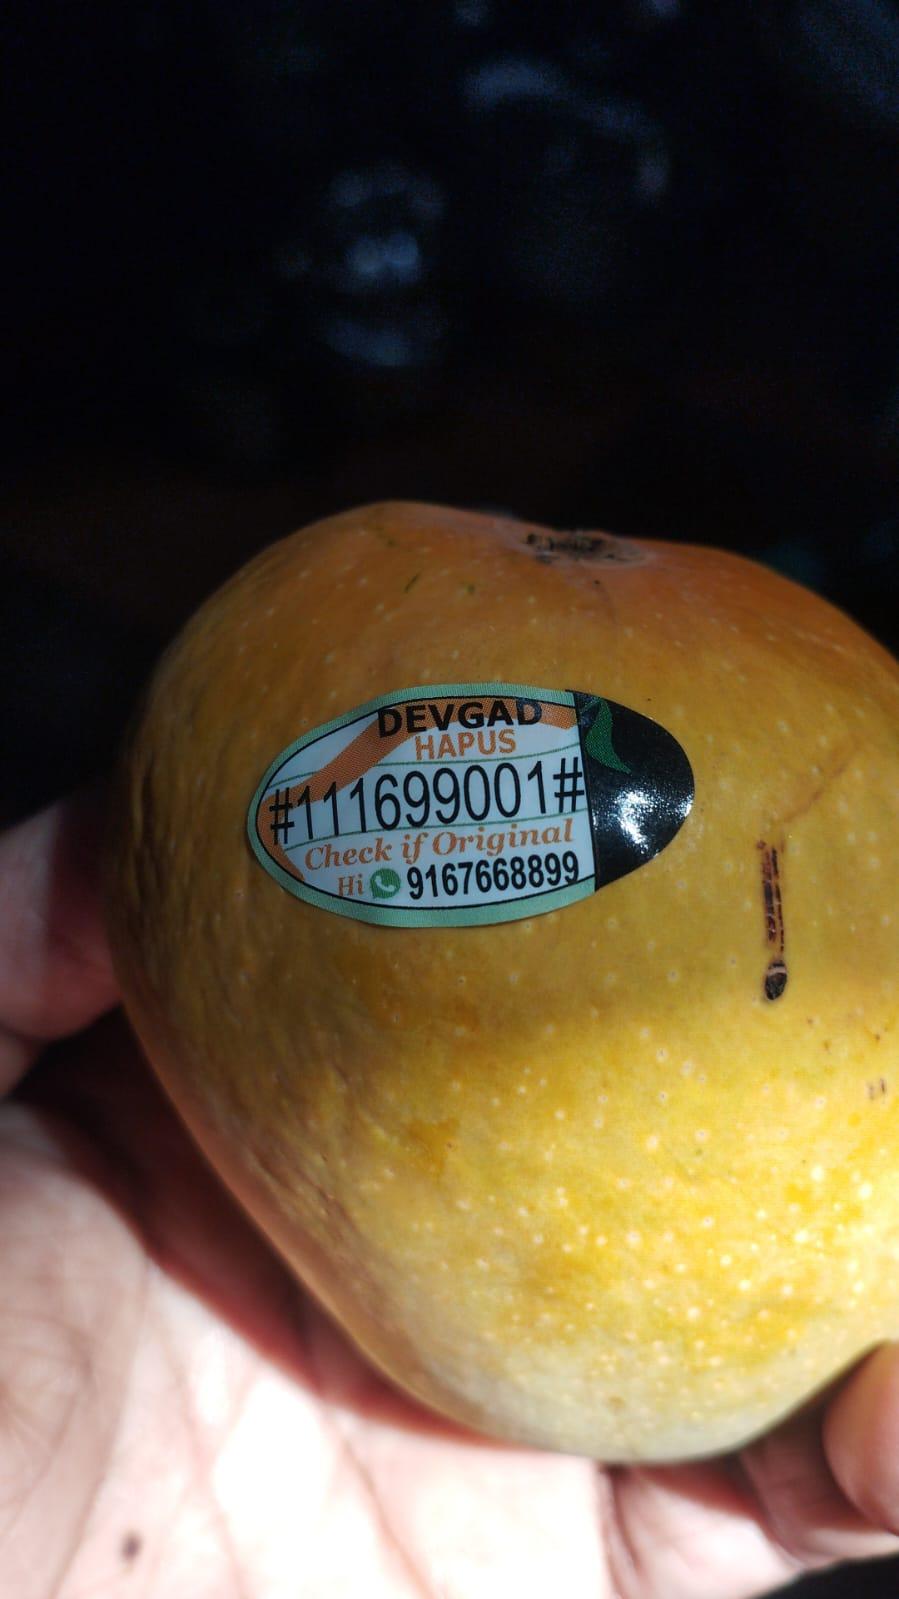 DEVGAD
HAPUS
#111699001#
Check if Original
Hi 9167668899